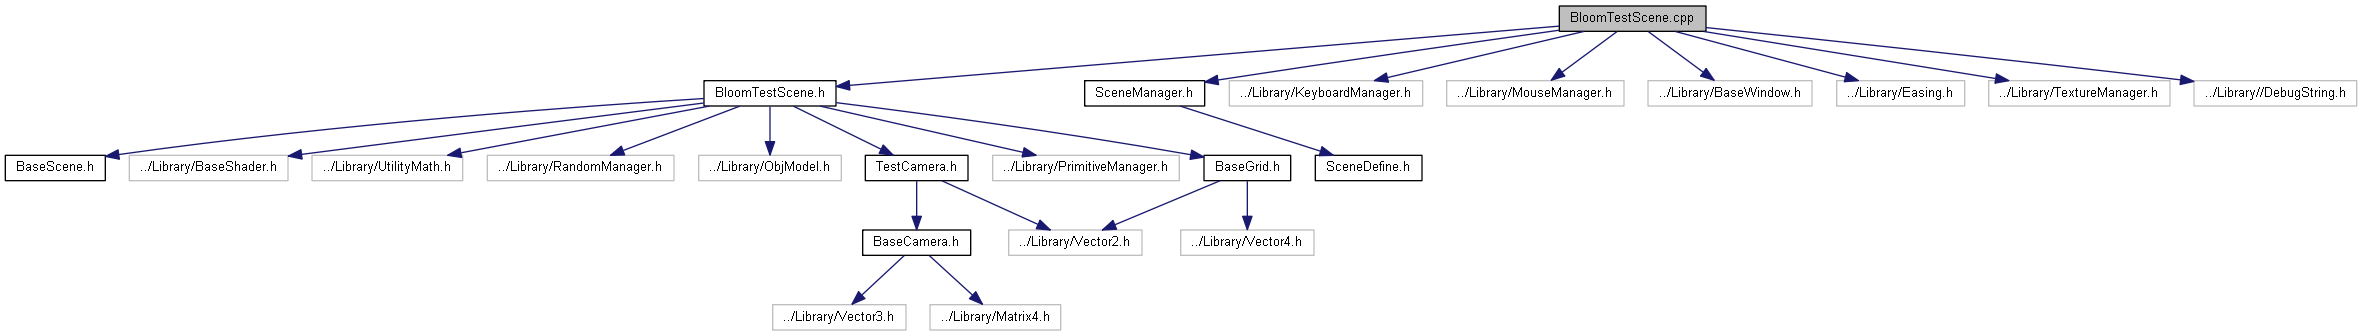 BloomTestScene.cpp
BloomTestScene.h
SceneManager.h
../Library/KeyboardManager.h
../Library/MouseManager.h
../Library/BaseWindow.h
../Library/Easing.h
../Library/TextureManager.h
../Library//DebugString.h
BaseScene.h
../Library/BaseShader.h
../Library/UtilityMath.h
../Library/RandomManager.h
../Library/ObjModel.h
TestCamera.h
../Library/PrimitiveManager.h
BaseGrid.h
SceneDefine.h
BaseCamera.h
../Library/Vector2.h
../Library/Vector4.h
../Library/Vector3.h
../Library/Matrix4.h